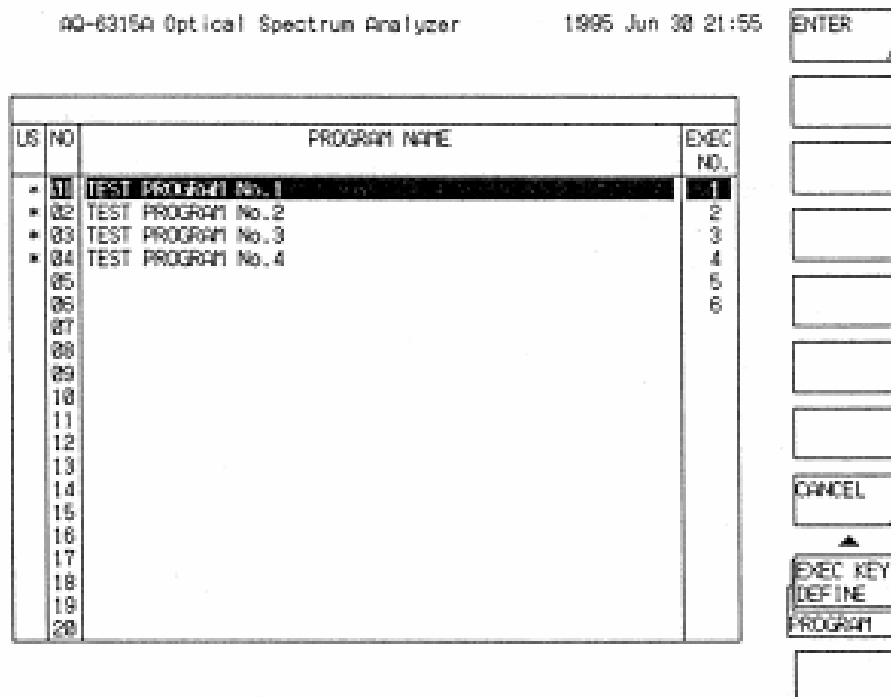 AQ-6315A Optical Spectrum Analyzer 1995 Jun 30 21:55
ENTER
US NO PROGRAM NAME EXEC NO.
* 01 TEST PROGRAM No.1 1
* 02 TEST PROGRAM No.2 2
* 03 TEST PROGRAM No.3 3
* 04 TEST PROGRAM No.4 4
05 5
06 6
07
08
09
10
11
12
13
14
15
16
17
18
19
20
CANCEL
EXEC KEY
DEFINE
PROGRAM